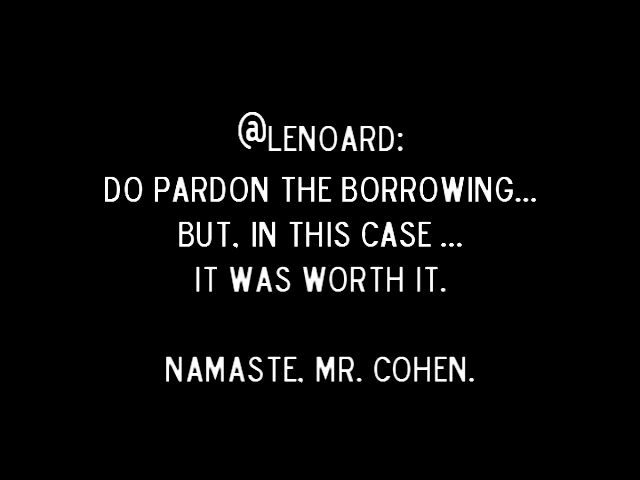 @LENOARD:
DO PARDON THE BORROWING...
BUT, IN THIS CASE ...
IT WAS WORTH IT.
NAMASTE, MR. COHEN.